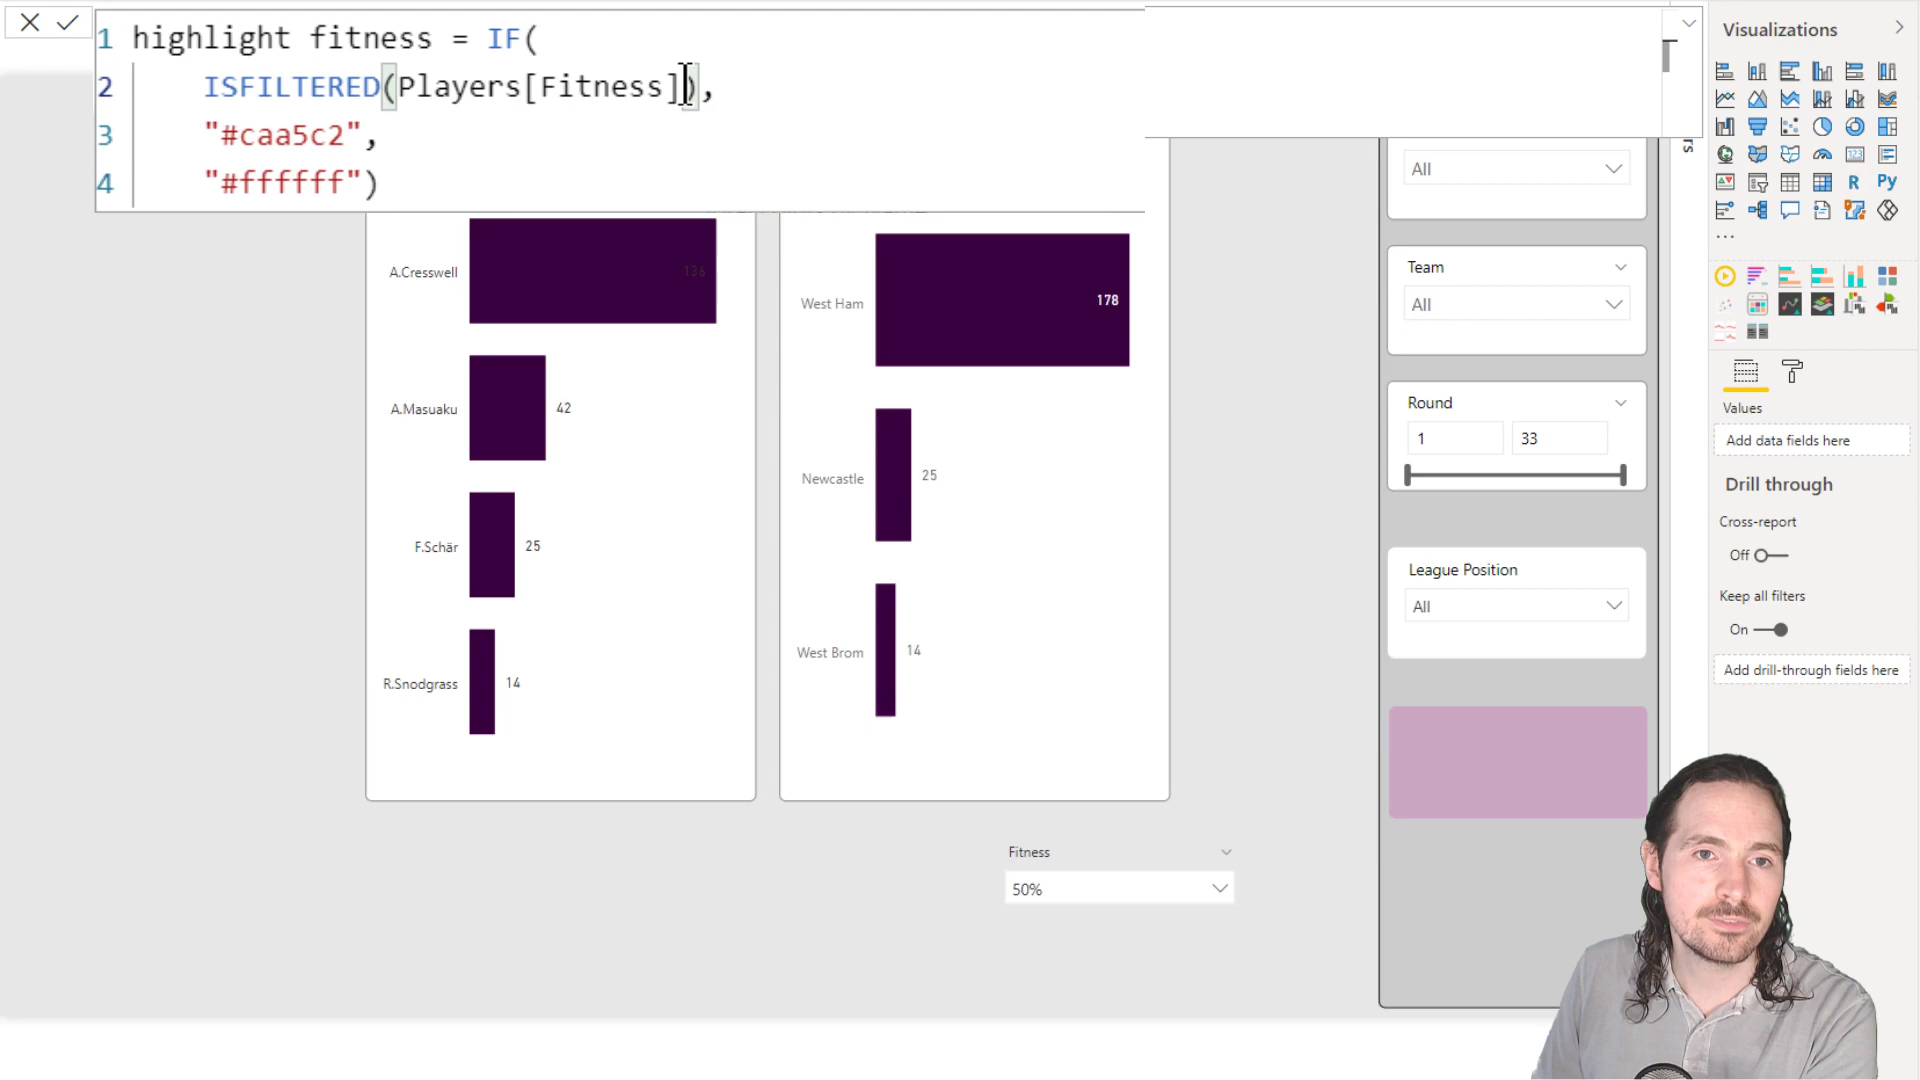 1 highlight fitness = IF(
2 ISFILTERED(Players[Fitness]),
3 "#caa5c2",
4 "#ffffff")
A.Cresswell
136
A.Masuaku
42
F.Schär
25
R.Snodgrass
14
West Ham
178
Newcastle
25
West Brom
14
Fitness
50%
All
Team
All
Round
1
33
League Position
All
rs
Visualizations
123
R
Py
...
Values
Add data fields here
Drill through
Cross-report
Off
Keep all filters
On
Add drill-through fields here